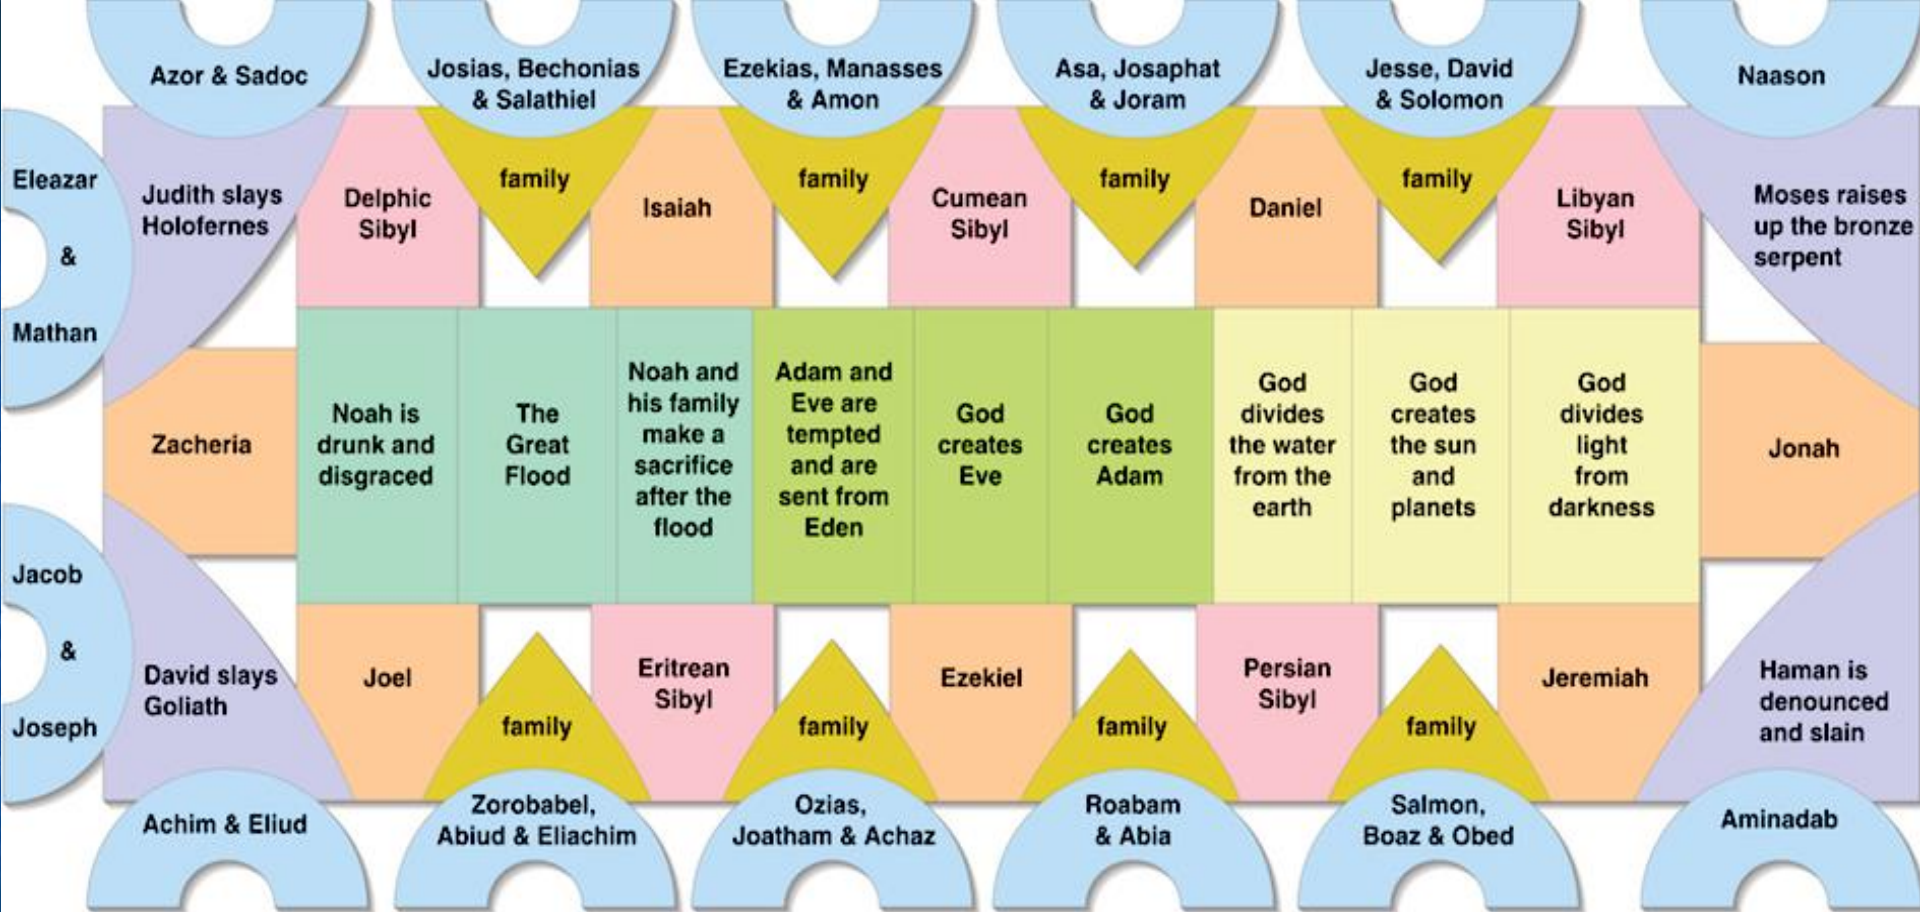 Azor & Sadoc
Josias, Bechonias
& Salathiel
Ezekias, Manasses
& Amon
Asa, Josaphat
& Joram
Jesse, David
& Solomon
Naason
Eleazar
&
Mathan
Judith slays
Holofernes
Delphic
Sibyl
family
Isaiah
family
Cumean
Sibyl
family
Daniel
family
Libyan
Sibyl
Moses raises
up the bronze
serpent
Zacheria
Noah is
drunk and
disgraced
The
Great
Flood
Noah and
his family
make a
sacrifice
after the
flood
Adam and
Eve are
tempted
and are
sent from
Eden
God
creates
Eve
God
creates
Adam
God
divides
the water
from the
earth
God
creates
the sun
and
planets
God
divides
light
from
darkness
Jonah
Jacob
&
Joseph
David slays
Goliath
Joel
family
Eritrean
Sibyl
family
Ezekiel
family
Persian
Sibyl
family
Jeremiah
Haman is
denounced
and slain
Achim & Eliud
Zorobabel,
Abiud & Eliachim
Ozias,
Joatham & Achaz
Roabam
& Abia
Salmon,
Boaz & Obed
Aminadab